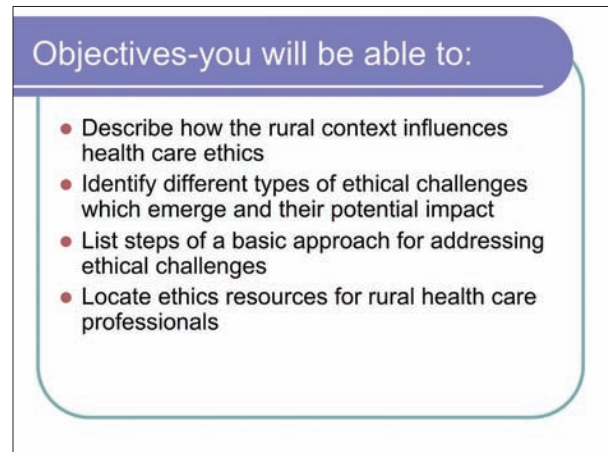 Objectives-you will be able to:
Describe how the rural context influences
health care ethics
Identify different types of ethical challenges
which emerge and their potential impact
List steps of a basic approach for addressing
ethical challenges
Locate ethics resources for rural health care
professionals